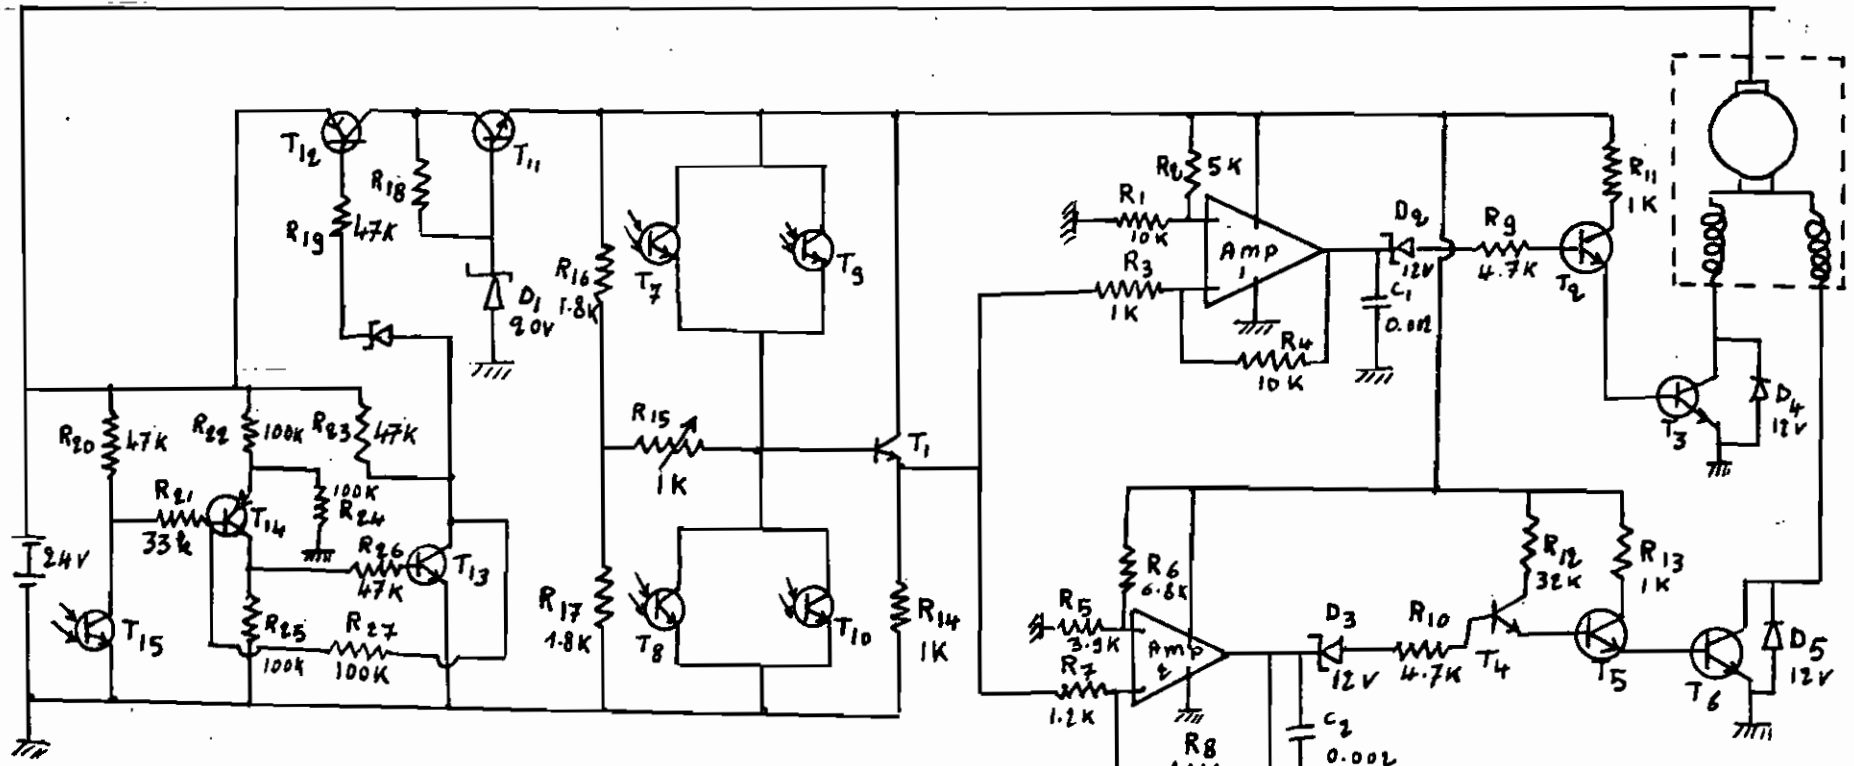 T12
T11
R18
R19
47K
D1
20V
R16
1.8K
T7
T9
R15
1K
T1
R20
47K
R22
100K
R23
47K
R21
33k
T14
100K
R24
R26
47K
T13
24V
T15
R25
100K
R27
100K
R17
1.8K
T8
T10
R14
1K
R2
5K
R1
10K
R3
1K
Amp
1
R4
10K
D2
12V
C1
0.002
R9
4.7K
T2
R11
1K
T3
D4
12V
R6
6.8K
R5
3.9K
R7
1.2K
Amp
2
R8
D3
12V
C2
0.002
R10
4.7K
T4
R12
32K
R13
1K
T5
T6
D5
12V